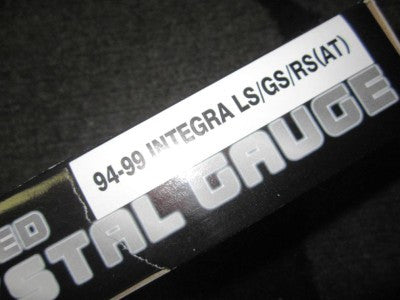 94-99 INTEGRA LS/GS/RS(AT)
ED
STAL GAUGE